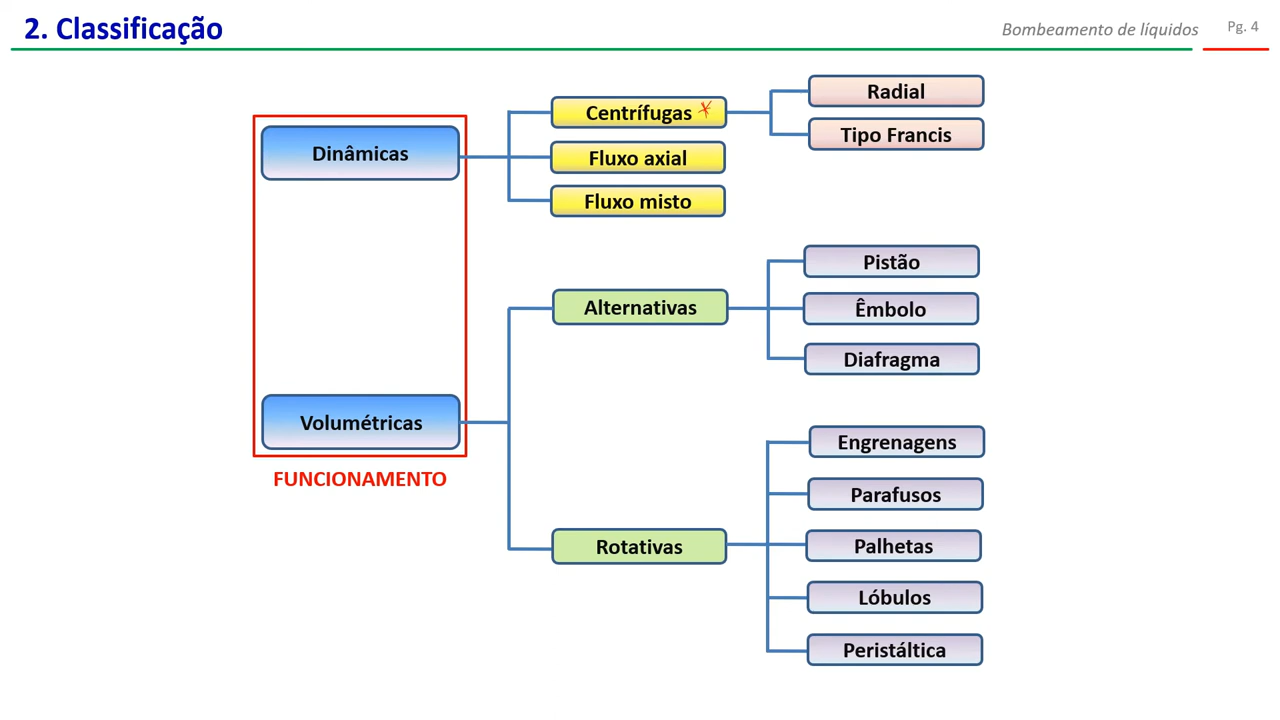 2. Classificação
Bombeamento de líquidos
Pg. 4
Dinâmicas
Centrífugas
Radial
Tipo Francis
Fluxo axial
Fluxo misto
Volumétricas
FUNCIONAMENTO
Alternativas
Pistão
Êmbolo
Diafragma
Rotativas
Engrenagens
Parafusos
Palhetas
Lóbulos
Peristáltica